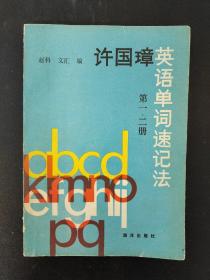 赵科 文汇 编
许国璋
英语单词速记法
第一·二册
abcd
kmno
efghij
pq
海洋出版社